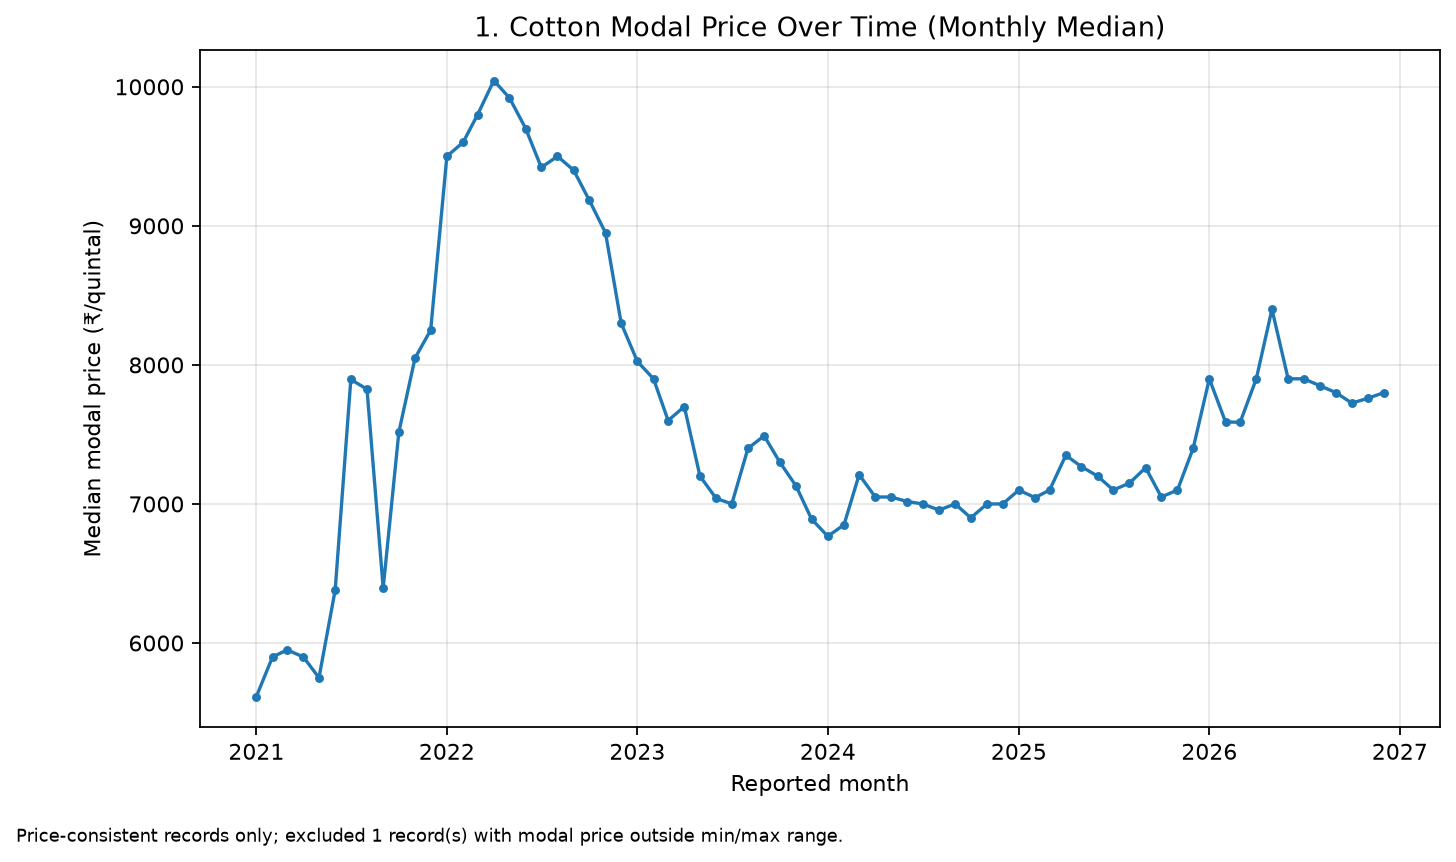 1. Cotton Modal Price Over Time (Monthly Median)
Median modal price (₹/quintal)
10000
9000
8000
7000
6000
2021 2022 2023 2024 2025 2026 2027
Reported month
Price-consistent records only; excluded 1 record(s) with modal price outside min/max range.